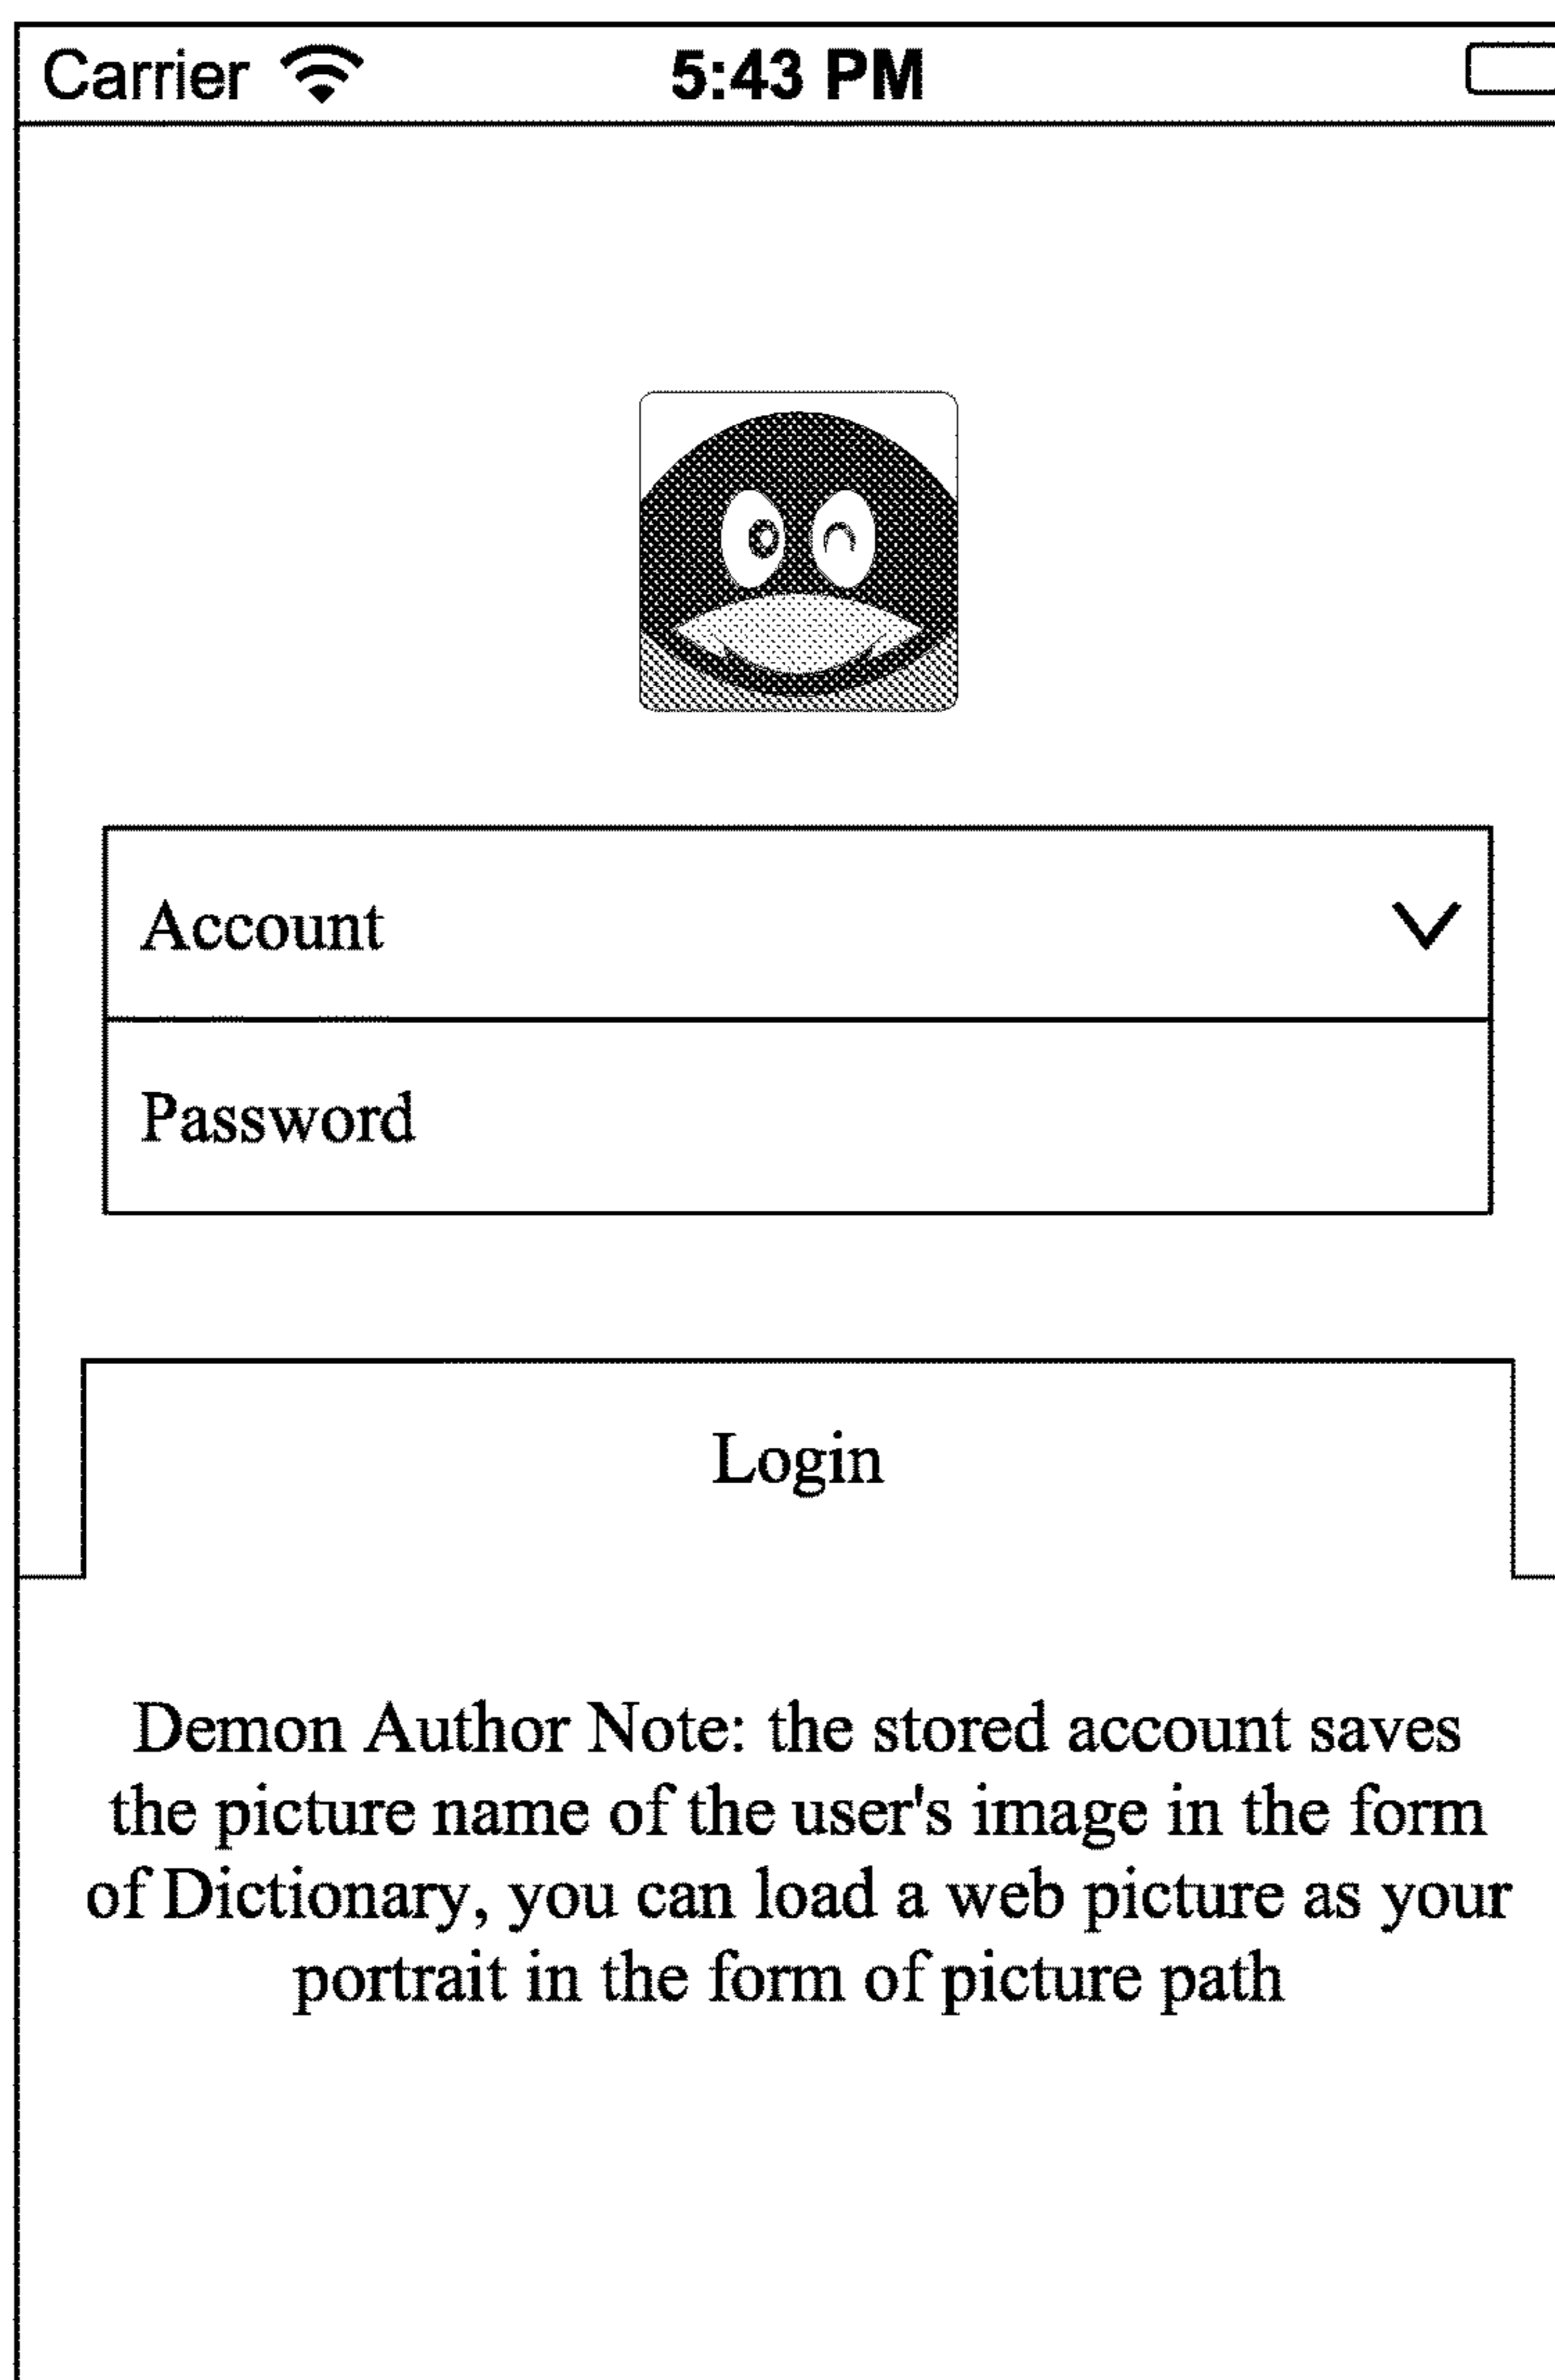 Carrier 5:43 PM
Account
Password
Login
Demon Author Note: the stored account saves
the picture name of the user's image in the form
of Dictionary, you can load a web picture as your
portrait in the form of picture path